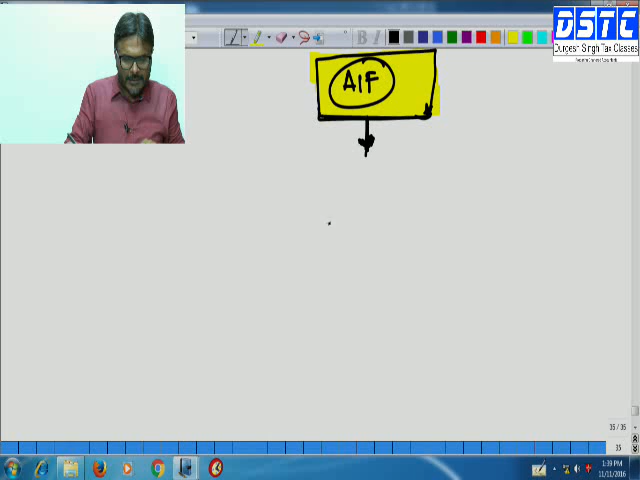 DSTC
Durgesh Singh Tax Classes
AIF
B I
35 / 35
35
1:39 PM
11/11/2016